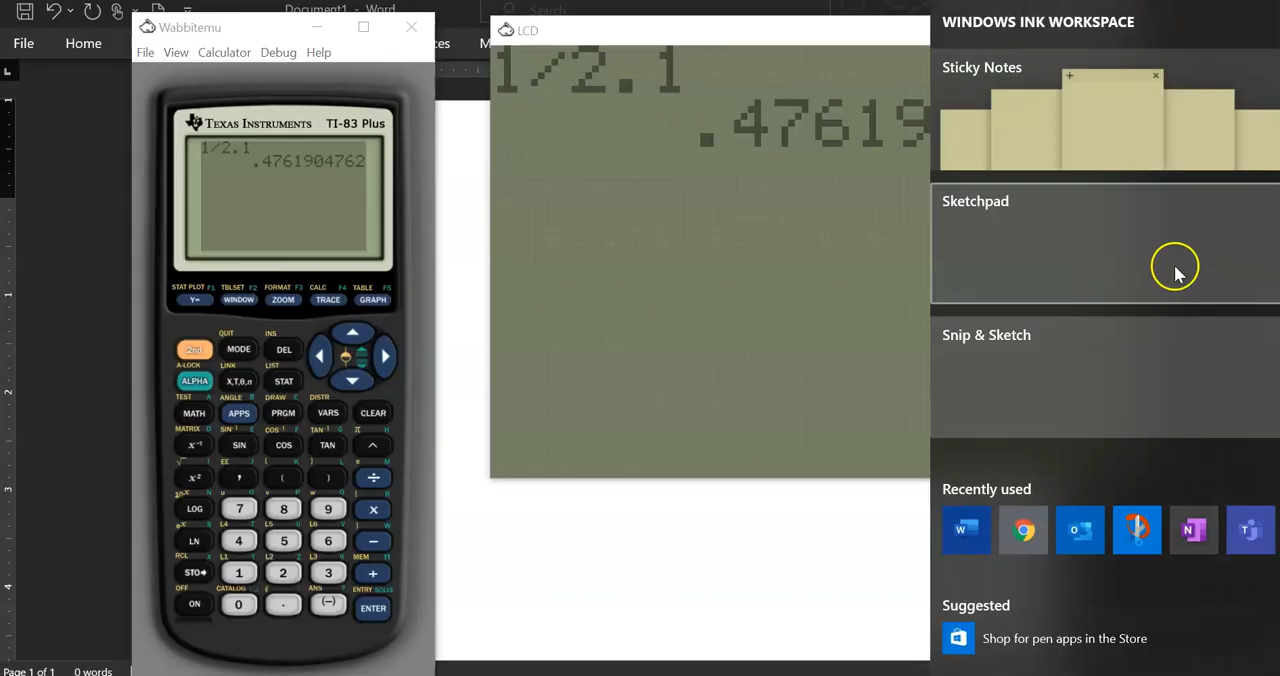 Document1 - Word
Search
File
Home
ces
Wabbitemu
File View Calculator Debug Help
TEXAS INSTRUMENTS TI-83 Plus
1/2.1
.4761904762
STAT PLOT F1 TBLSET F2 FORMAT F3 CALC F4 TABLE F5
Y= WINDOW ZOOM TRACE GRAPH
QUIT INS
2nd MODE DEL
A-LOCK LINK LIST
ALPHA X,T,θ,n STAT
TEST A ANGLE B DRAW C DISTR
MATH APPS PRGM VARS CLEAR
MATRIX D SIN⁻¹ E COS⁻¹ F TAN⁻¹ G π H
x⁻¹ SIN COS TAN ^
√ I EE J { K } L e M
x² , ( ) ÷
10ˣ N u O v P w Q [ R
LOG 7 8 9 x
eˣ S L4 T L5 U L6 V ] W
LN 4 5 6 −
RCL X L1 Y L2 Z L3 θ MEM "
STO➔ 1 2 3 +
OFF CATALOG i : ANS ? ENTRY SOLVE
ON 0 . (−) ENTER
LCD
1/2.1
.47619
WINDOWS INK WORKSPACE
Sticky Notes
Sketchpad
Snip & Sketch
Recently used
Suggested
Shop for pen apps in the Store
Page 1 of 1 0 words